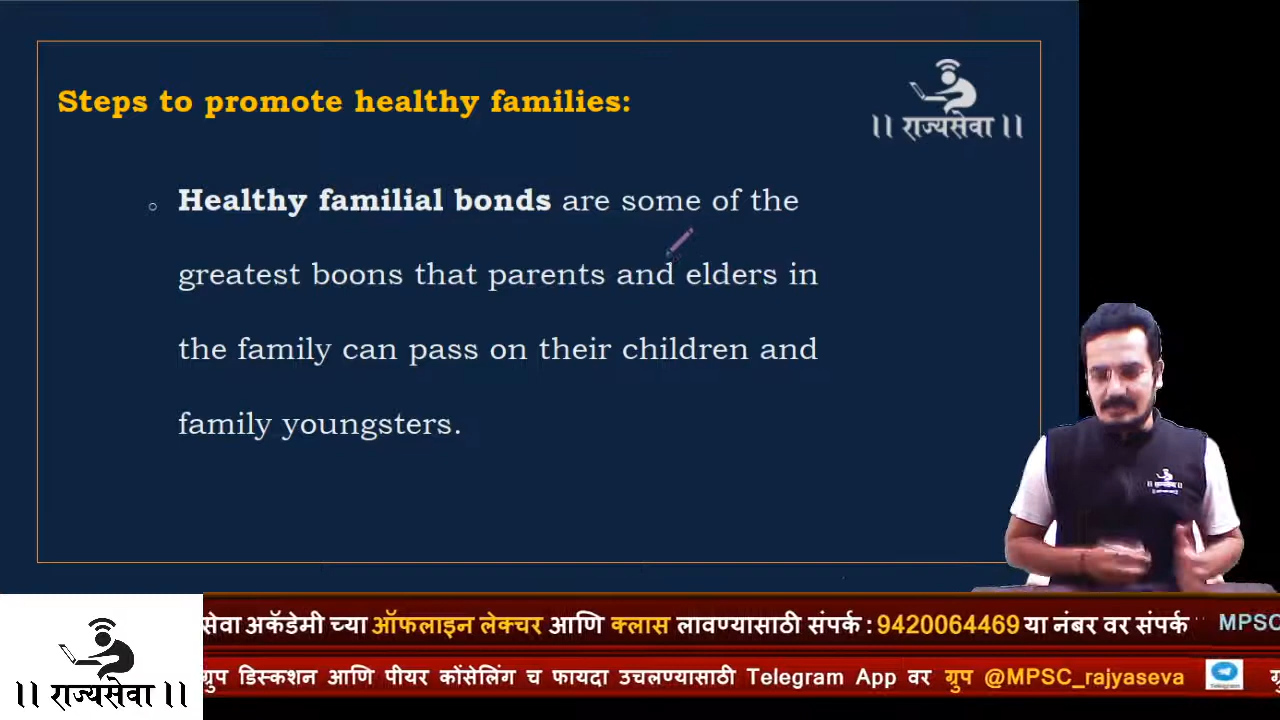 Steps to promote healthy families:
|| राज्यसेवा ||
Healthy familial bonds are some of the
greatest boons that parents and elders in
the family can pass on their children and
family youngsters.
सेवा अकॅडेमी च्या ऑफलाइन लेक्चर आणि क्लास लावण्यासाठी संपर्क : 9420064469 या नंबर वर संपर्क MPSC
ग्रुप डिस्कशन आणि पीयर कोंसेलिंग च फायदा उचलण्यासाठी Telegram App वर ग्रुप @MPSC_rajyaseva
|| राज्यसेवा ||